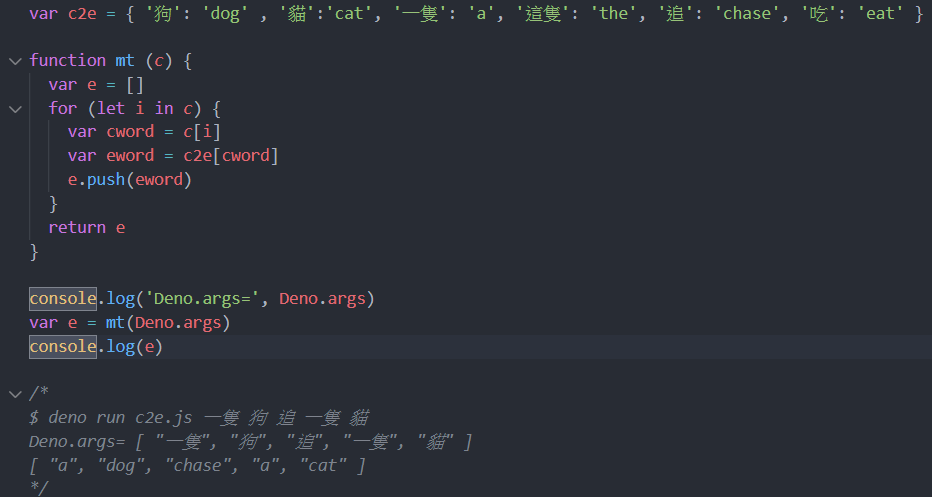 var c2e = { '狗': 'dog' , '貓':'cat', '一隻': 'a', '這隻': 'the', '追': 'chase', '吃': 'eat' }
function mt (c) {
  var e = []
  for (let i in c) {
    var cword = c[i]
    var eword = c2e[cword]
    e.push(eword)
  }
  return e
}
console.log('Deno.args=', Deno.args)
var e = mt(Deno.args)
console.log(e)
/*
$ deno run c2e.js 一隻 狗 追 一隻 貓
Deno.args= [ "一隻", "狗", "追", "一隻", "貓" ]
[ "a", "dog", "chase", "a", "cat" ]
*/